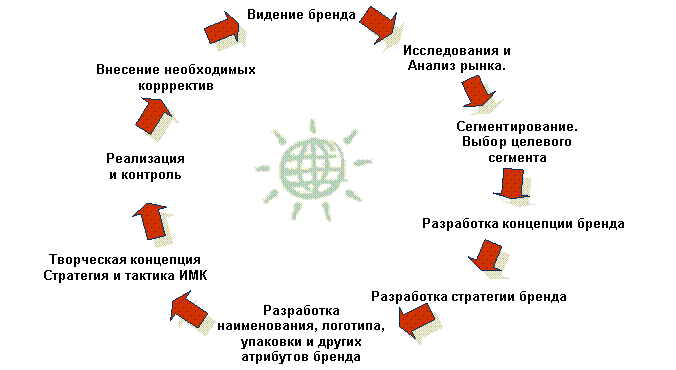 Видение бренда
Исследования и
Анализ рынка.
Сегментирование.
Выбор целевого
сегмента
Разработка концепции бренда
Разработка стратегии бренда
Разработка
наименования, логотипа,
упаковки и других
атрибутов бренда
Творческая концепция
Стратегия и тактика ИМК
Реализация
и контроль
Внесение необходимых
коррректив